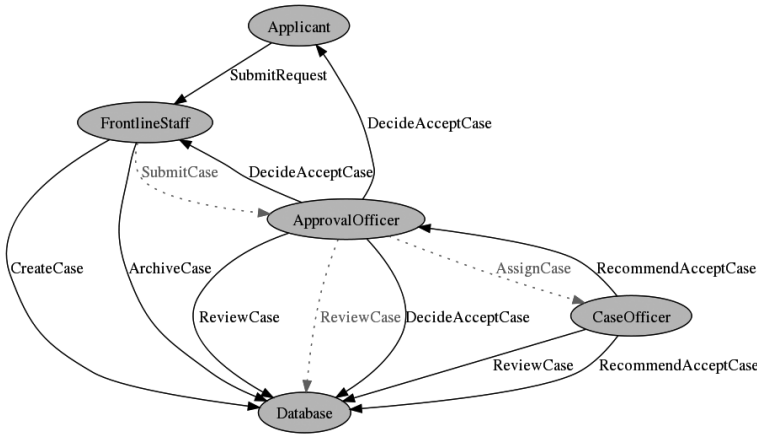 Applicant
SubmitRequest
FrontlineStaff
DecideAcceptCase
SubmitCase
DecideAcceptCase
ApprovalOfficer
CreateCase
ArchiveCase
AssignCase
RecommendAcceptCase
ReviewCase
ReviewCase
DecideAcceptCase
CaseOfficer
ReviewCase
RecommendAcceptCase
Database